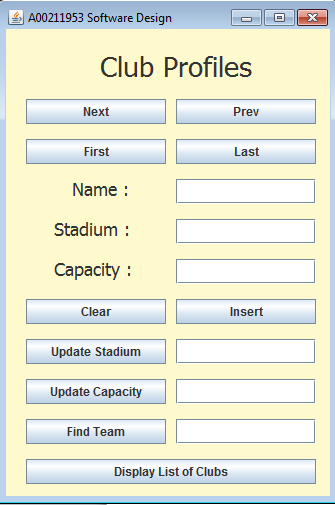 A00211953 Software Design
Club Profiles
Next Prev
First Last
Name :
Stadium :
Capacity :
Clear Insert
Update Stadium
Update Capacity
Find Team
Display List of Clubs